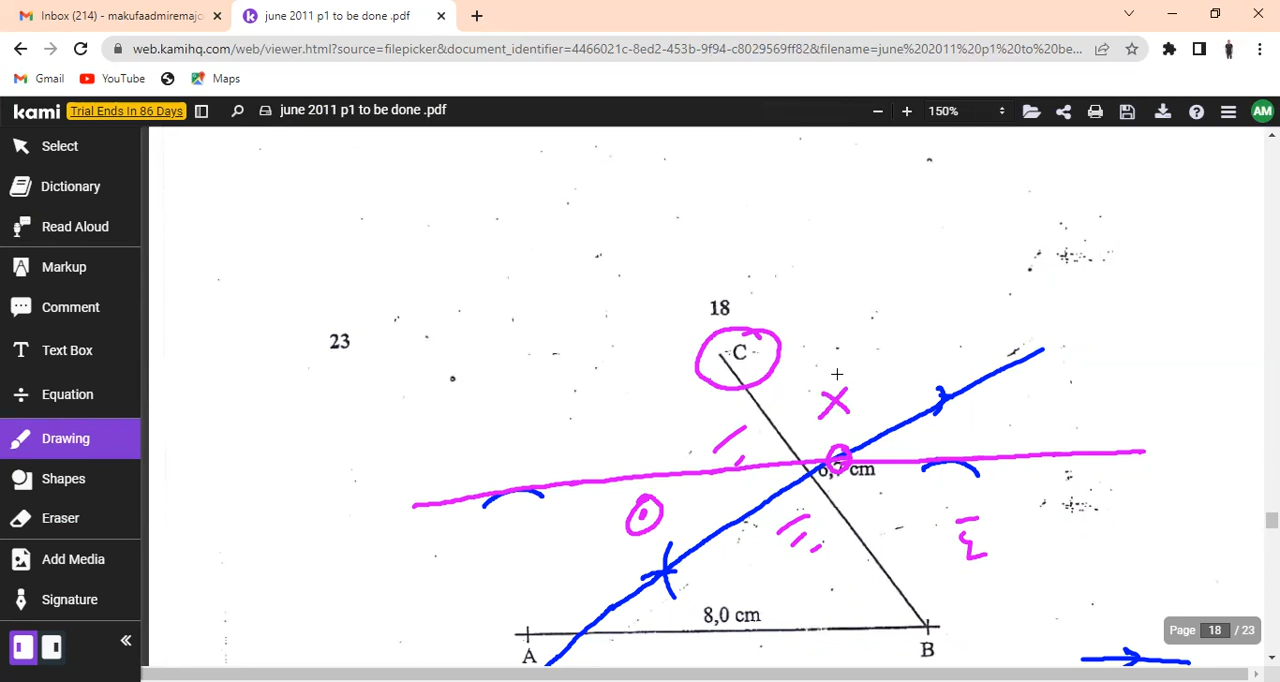 Inbox (214) - makufaadmiremajo
june 2011 p1 to be done .pdf
web.kamihq.com/web/viewer.html?source=filepicker&document_identifier=4466021c-8ed2-453b-9f94-c8029569ff82&filename=june%202011%20p1%20to%20be...
Gmail
YouTube
Maps
kami
Trial Ends In 86 Days
june 2011 p1 to be done .pdf
150%
AM
Select
Dictionary
Read Aloud
Markup
Comment
Text Box
Equation
Drawing
Shapes
Eraser
Add Media
Signature
18
23
C
X
6,7 cm
8,0 cm
A
B
Page 18 / 23